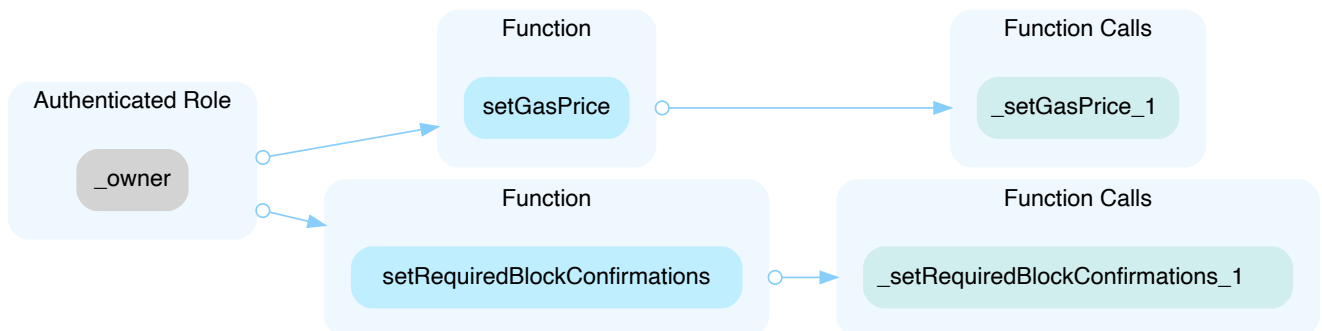 Authenticated Role
_owner
Function
setGasPrice
Function Calls
_setGasPrice_1
Function
setRequiredBlockConfirmations
Function Calls
_setRequiredBlockConfirmations_1